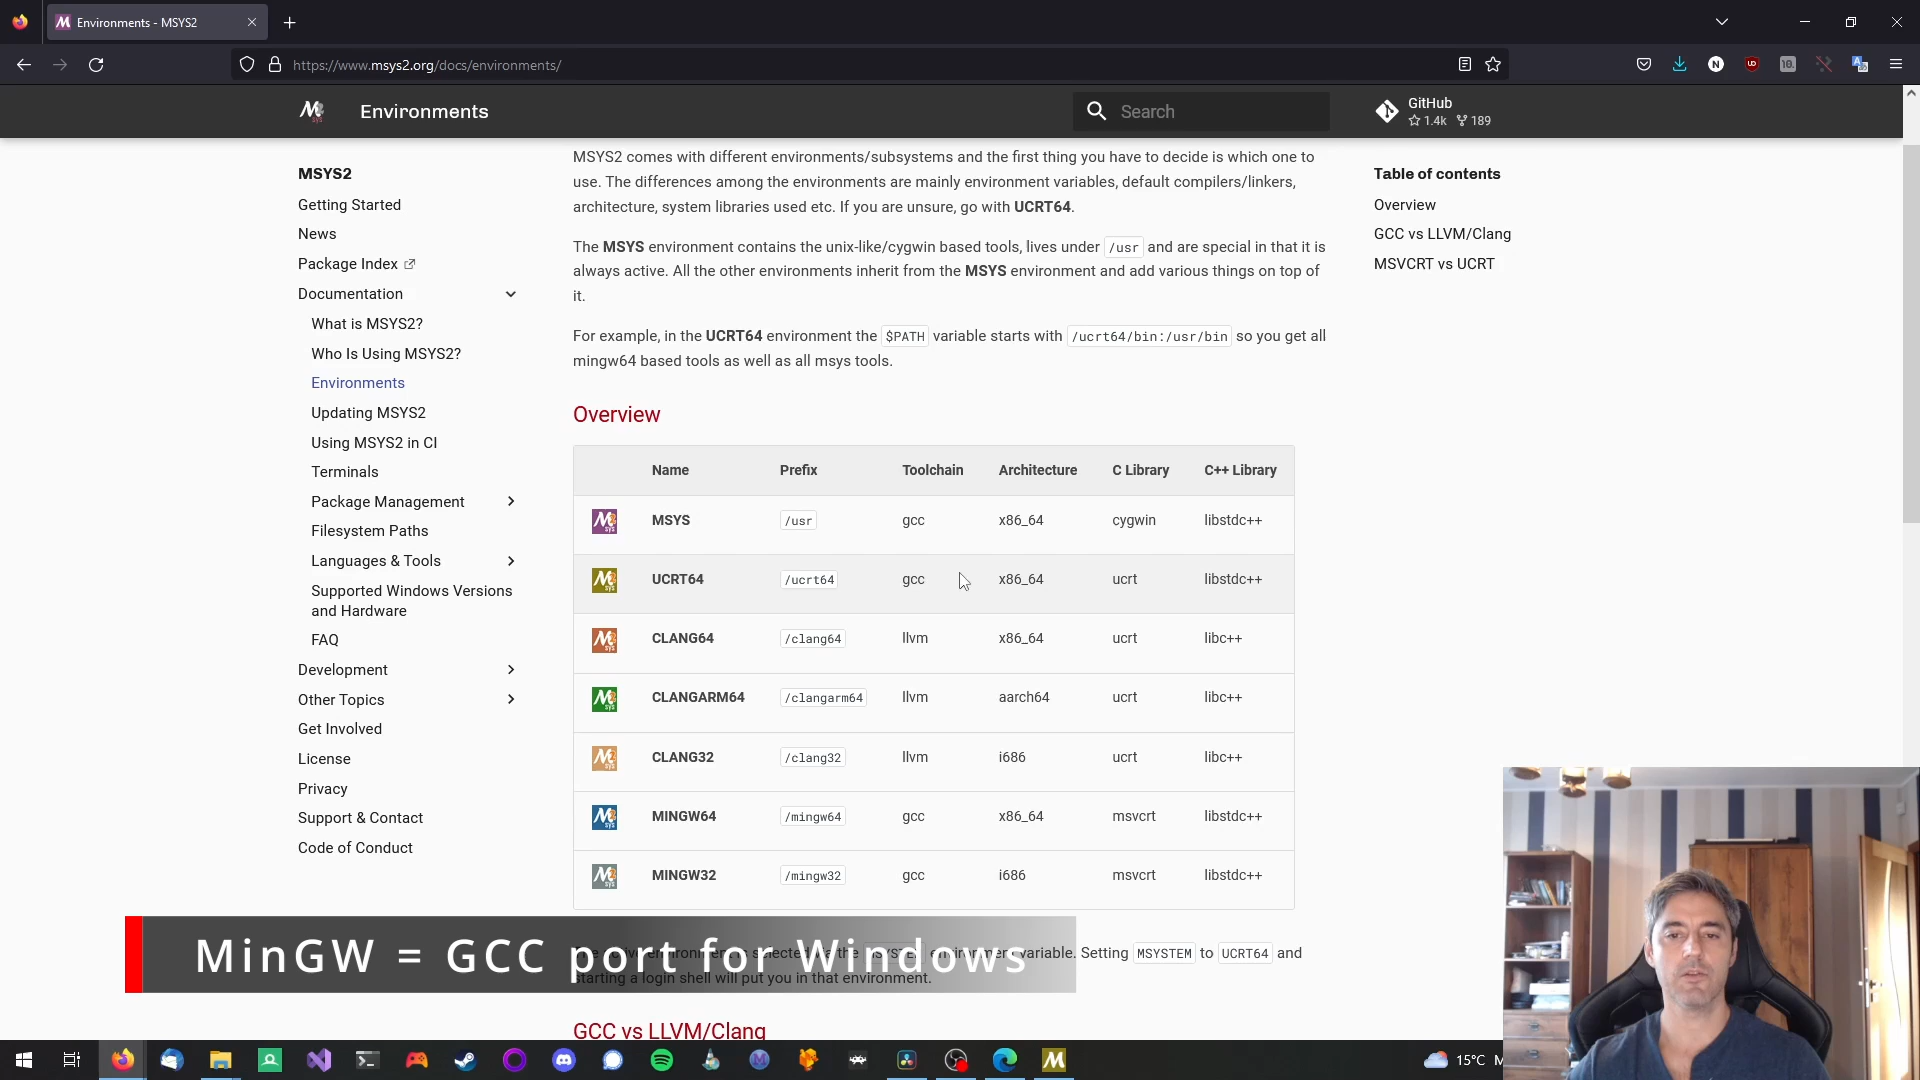 Environments - MSYS2
https://www.msys2.org/docs/environments/
Environments
Search
GitHub
1.4k 189
MSYS2
Getting Started
News
Package Index
Documentation
What is MSYS2?
Who Is Using MSYS2?
Environments
Updating MSYS2
Using MSYS2 in CI
Terminals
Package Management
Filesystem Paths
Languages & Tools
Supported Windows Versions
and Hardware
FAQ
Development
Other Topics
Get Involved
License
Privacy
Support & Contact
Code of Conduct
MSYS2 comes with different environments/subsystems and the first thing you have to decide is which one to
use. The differences among the environments are mainly environment variables, default compilers/linkers,
architecture, system libraries used etc. If you are unsure, go with UCRT64.
The MSYS environment contains the unix-like/cygwin based tools, lives under /usr and are special in that it is
always active. All the other environments inherit from the MSYS environment and add various things on top of
it.
For example, in the UCRT64 environment the $PATH variable starts with /ucrt64/bin:/usr/bin so you get all
mingw64 based tools as well as all msys tools.
Overview
Name Prefix Toolchain Architecture C Library C++ Library
MSYS /usr gcc x86_64 cygwin libstdc++
UCRT64 /ucrt64 gcc x86_64 ucrt libstdc++
CLANG64 /clang64 llvm x86_64 ucrt libc++
CLANGARM64 /clangarm64 llvm aarch64 ucrt libc++
CLANG32 /clang32 llvm i686 ucrt libc++
MINGW64 /mingw64 gcc x86_64 msvcrt libstdc++
MINGW32 /mingw32 gcc i686 msvcrt libstdc++
The active environment is selected via the MSYSTEM environment variable. Setting MSYSTEM to UCRT64 and
starting a login shell will put you in that environment.
MinGW = GCC port for Windows
GCC vs LLVM/Clang
Table of contents
Overview
GCC vs LLVM/Clang
MSVCRT vs UCRT
15°C M